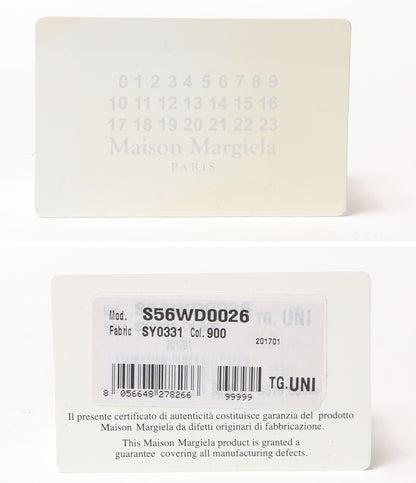 0 1 2 3 4 5 6 7 8 9
10 11 12 13 14 15 16
17 18 19 20 21 22 23
Maison Margiela
PARIS
Mod. S56WD0026
Fabric SY0331 Col. 900
201701
8 056648 278266
99999
TG. UNI
Il presente certificato di autenticità costituisce garanzia del prodotto
Maison Margiela da difetti originari di fabbricazione.
This Maison Margiela product is granted a
guarantee covering all manufacturing defects.